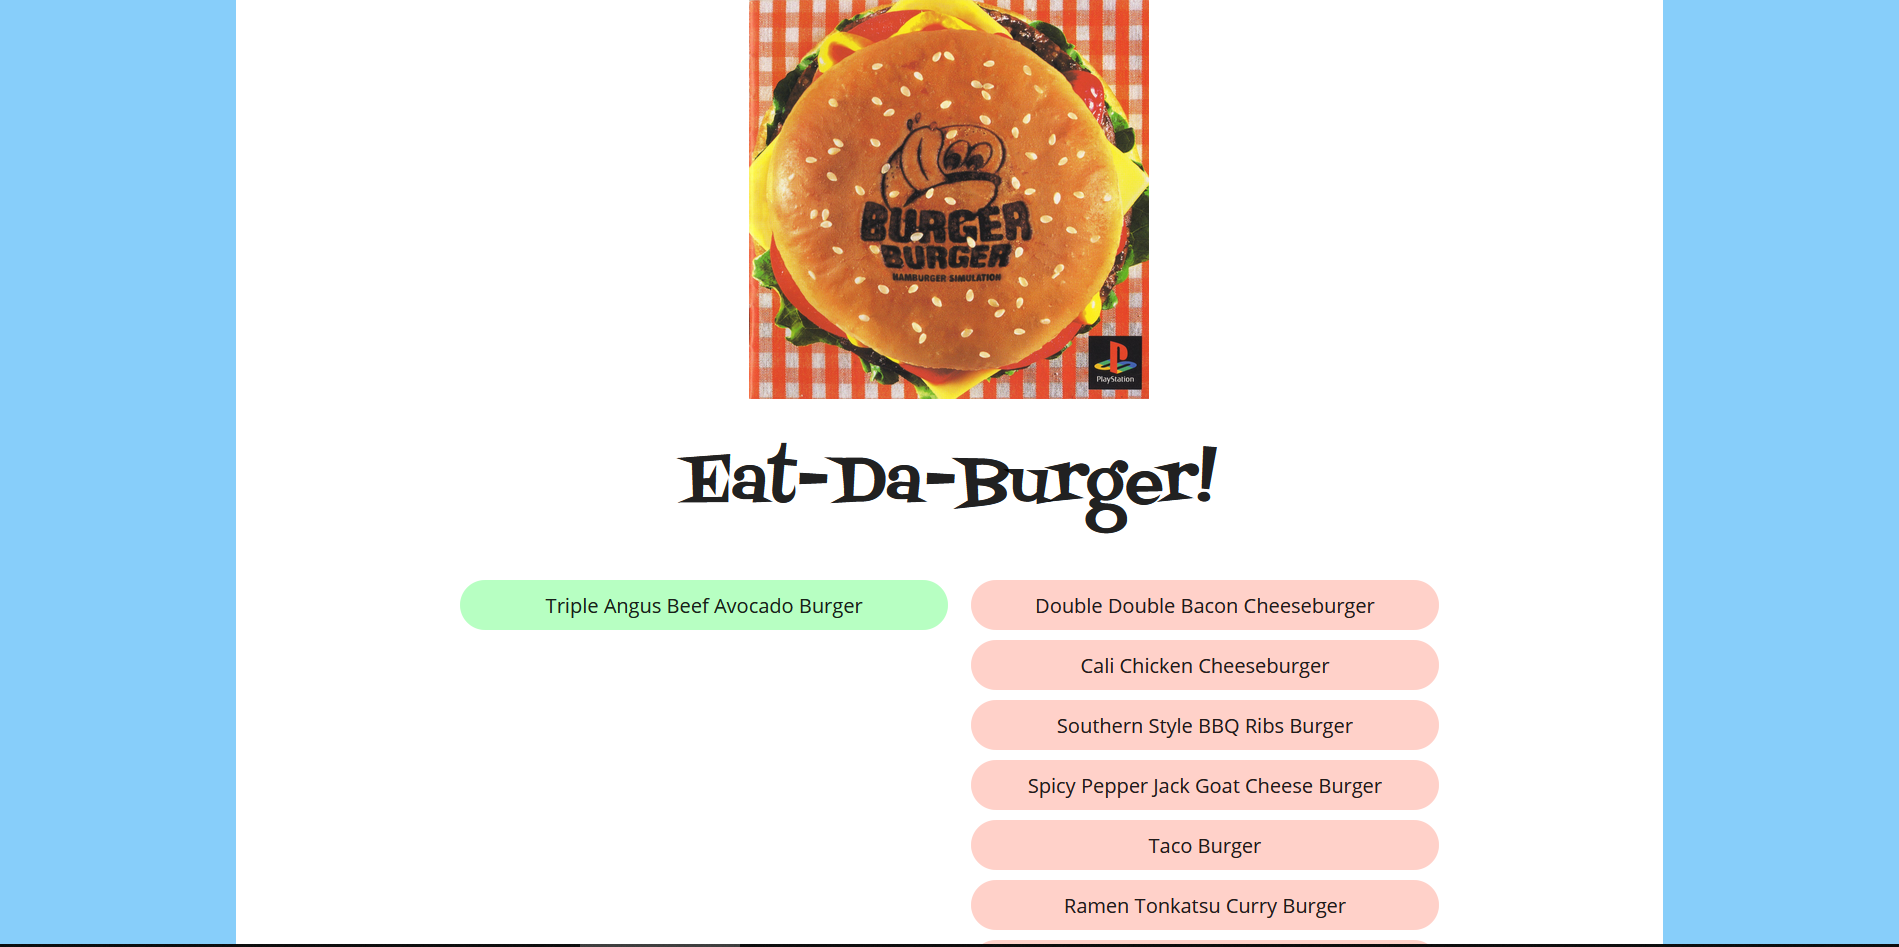 BURGER
BURGER
HAMBURGER SIMULATION
PlayStation
Eat-Da-Burger!
Triple Angus Beef Avocado Burger
Double Double Bacon Cheeseburger
Cali Chicken Cheeseburger
Southern Style BBQ Ribs Burger
Spicy Pepper Jack Goat Cheese Burger
Taco Burger
Ramen Tonkatsu Curry Burger